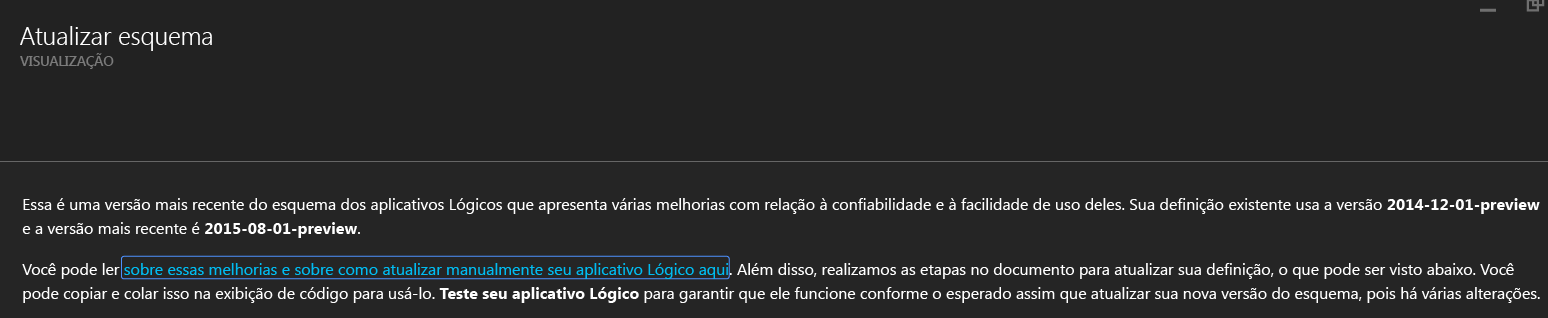 Atualizar esquema
VISUALIZAÇÃO
Essa é uma versão mais recente do esquema dos aplicativos Lógicos que apresenta várias melhorias com relação à confiabilidade e à facilidade de uso deles. Sua definição existente usa a versão 2014-12-01-preview
e a versão mais recente é 2015-08-01-preview.
Você pode ler sobre essas melhorias e sobre como atualizar manualmente seu aplicativo Lógico aqui. Além disso, realizamos as etapas no documento para atualizar sua definição, o que pode ser visto abaixo. Você
pode copiar e colar isso na exibição de código para usá-lo. Teste seu aplicativo Lógico para garantir que ele funcione conforme o esperado assim que atualizar sua nova versão do esquema, pois há várias alterações.